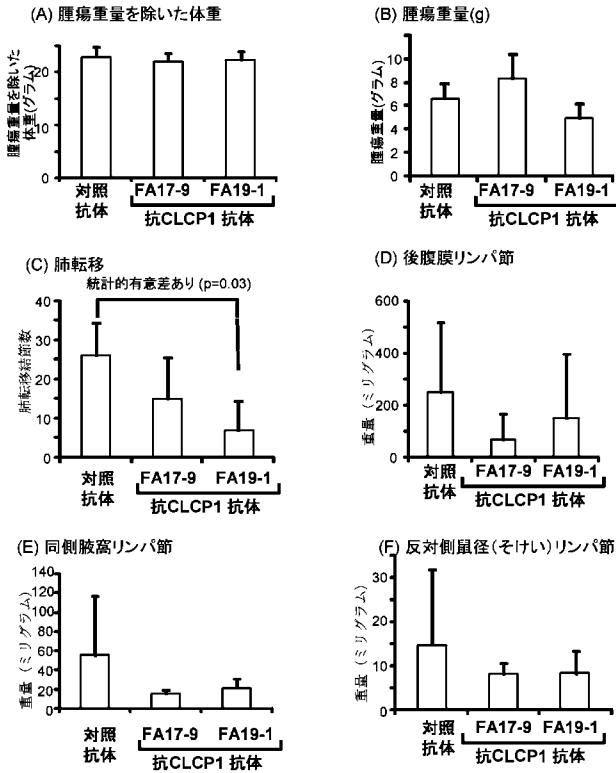 (A) 腫瘍重量を除いた体重
腫瘍重量を除いた
体重(グラム)
20
10
0
対照
抗体
FA17-9
FA19-1
抗CLCP1 抗体
(B) 腫瘍重量(g)
腫瘍重量(グラム)
10
8
6
4
2
0
対照
抗体
FA17-9
FA19-1
抗CLCP1 抗体
(C) 肺転移
統計的有意差あり (p=0.03)
肺転移結節数
40
30
20
10
0
対照
抗体
FA17-9
FA19-1
抗CLCP1 抗体
(D) 後腹膜リンパ節
重量 (ミリグラム)
600
400
200
0
対照
抗体
FA17-9
FA19-1
抗CLCP1 抗体
(E) 同側腋窩リンパ節
重量 (ミリグラム)
140
120
100
80
60
40
20
0
対照
抗体
FA17-9
FA19-1
抗CLCP1 抗体
(F) 反対側鼠径(そけい)リンパ節
重量 (ミリグラム)
30
20
10
0
対照
抗体
FA17-9
FA19-1
抗CLCP1 抗体